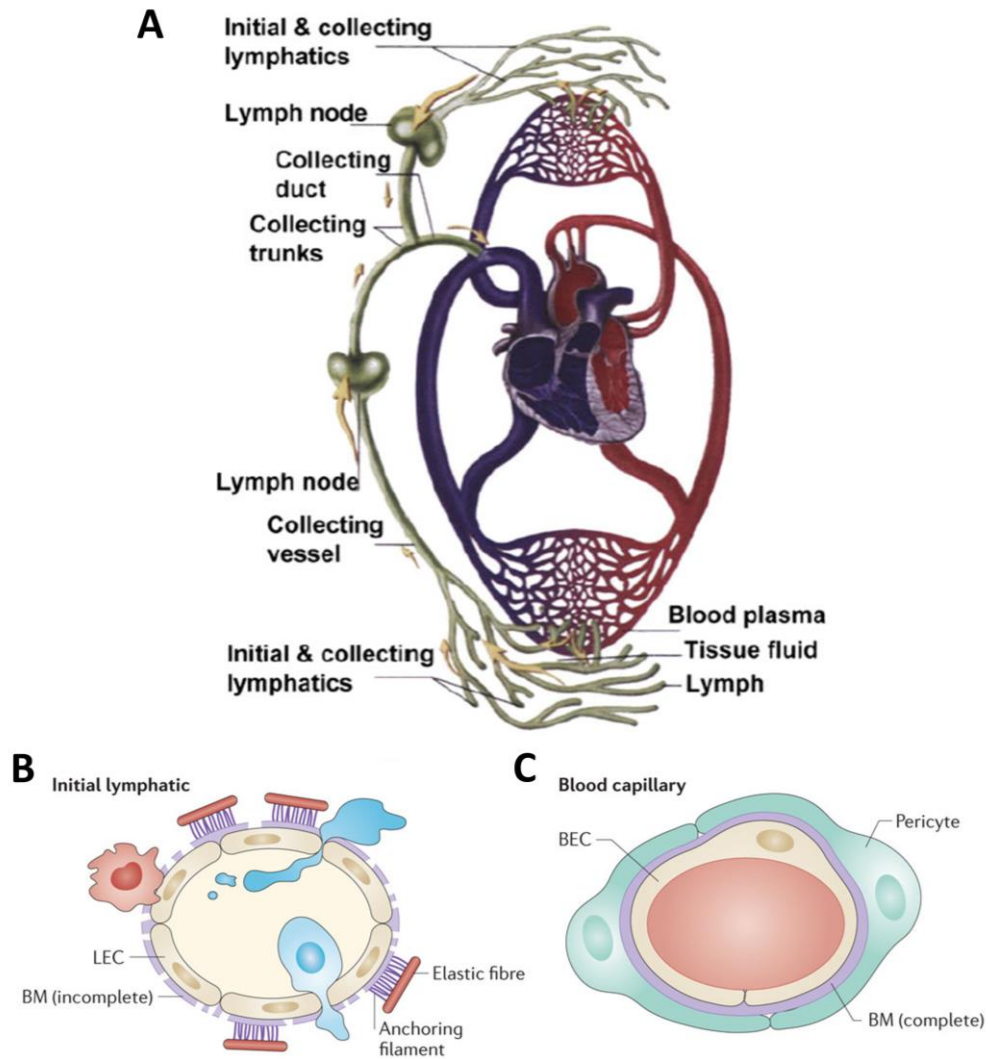 A
Initial & collecting
lymphatics
Lymph node
Collecting
duct
Collecting
trunks
Lymph node
Collecting
vessel
Blood plasma
Tissue fluid
Initial & collecting
lymphatics
Lymph
B
Initial lymphatic
LEC
BM (incomplete)
Elastic fibre
Anchoring
filament
C
Blood capillary
BEC
Pericyte
BM (complete)